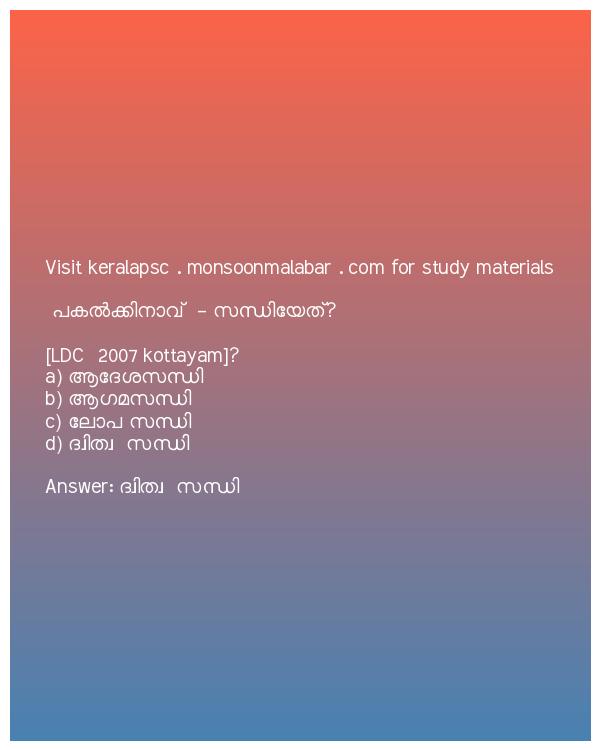 Visit keralapsc .monsoonmalabar .com for study materials
പകൽക്കിനാവ് - സന്ധിയേത്?
[LDC 2007 kottayam]?
a) ആദേശസന്ധി
b) ആഗമസന്ധി
c) ലോപ സന്ധി
d) ദ്വിത്വ സന്ധി
Answer: ദ്വിത്വ സന്ധി